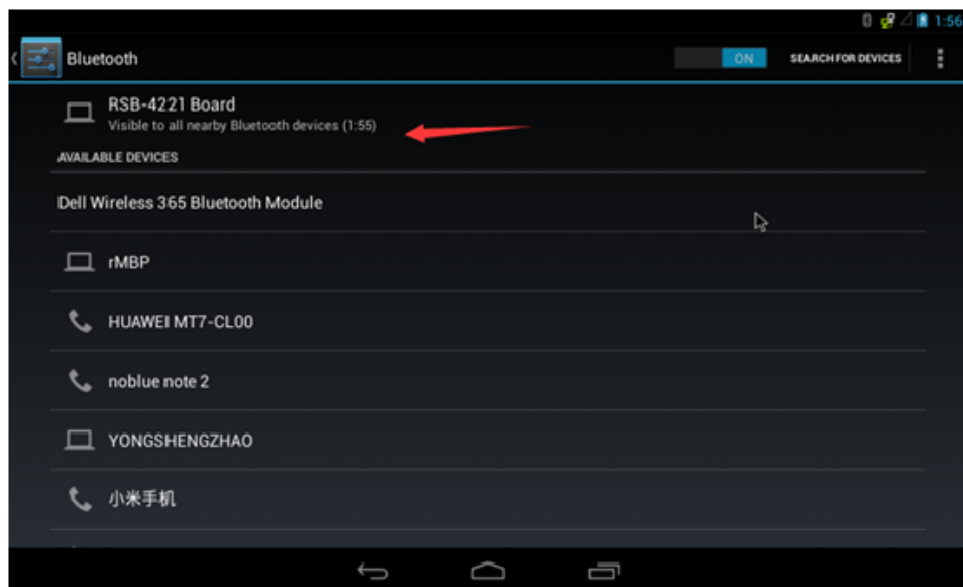 1:56
Bluetooth
ON
SEARCH FOR DEVICES
RSB-4221 Board
Visible to all nearby Bluetooth devices (1:55)
AVAILABLE DEVICES
Dell Wireless 365 Bluetooth Module
rMBP
HUAWEI MT7-CL00
noblue note 2
YONGSHENGZHAO
小米手机